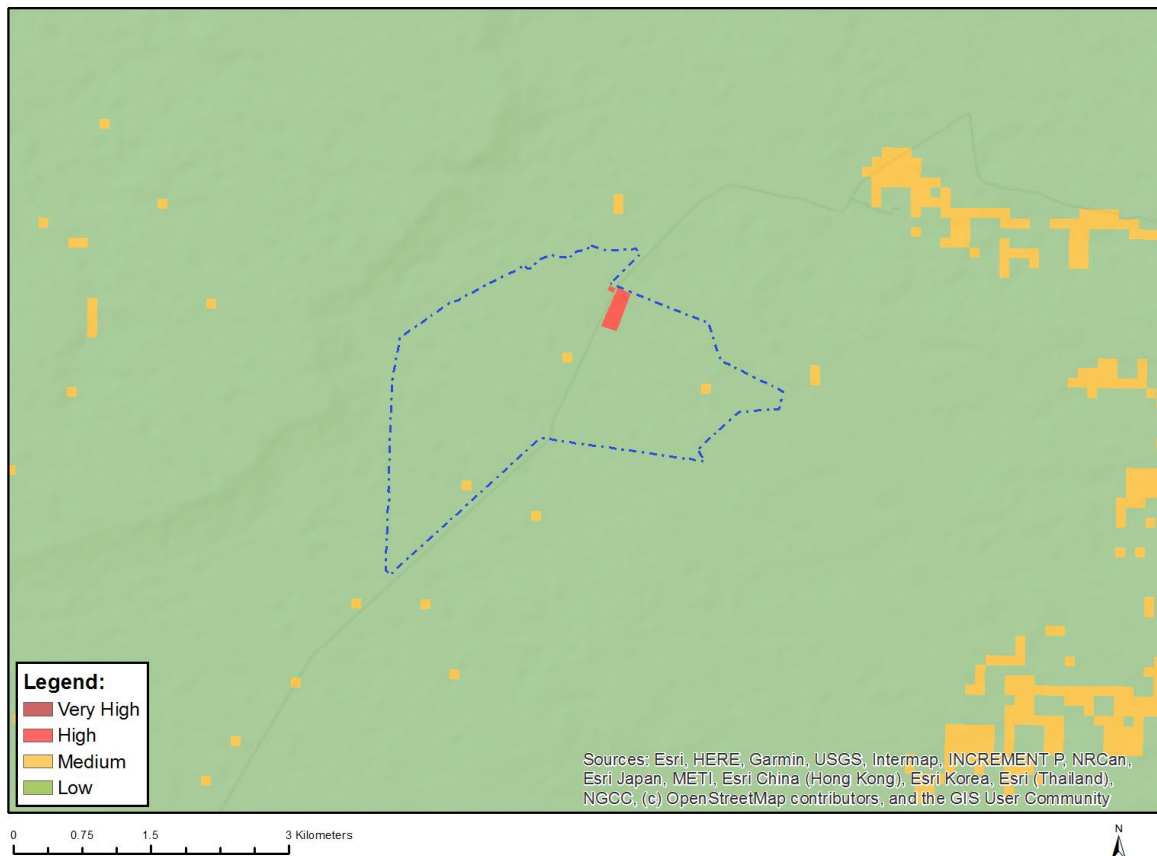 Legend:
Very High
High
Medium
Low
Sources: Esri, HERE, Garmin, USGS, Intermap, INCREMENT P, NRCan,
Esri Japan, METI, Esri China (Hong Kong), Esri Korea, Esri (Thailand),
NGCC, (c) OpenStreetMap contributors, and the GIS User Community
0 0.75 1.5 3 Kilometers
N